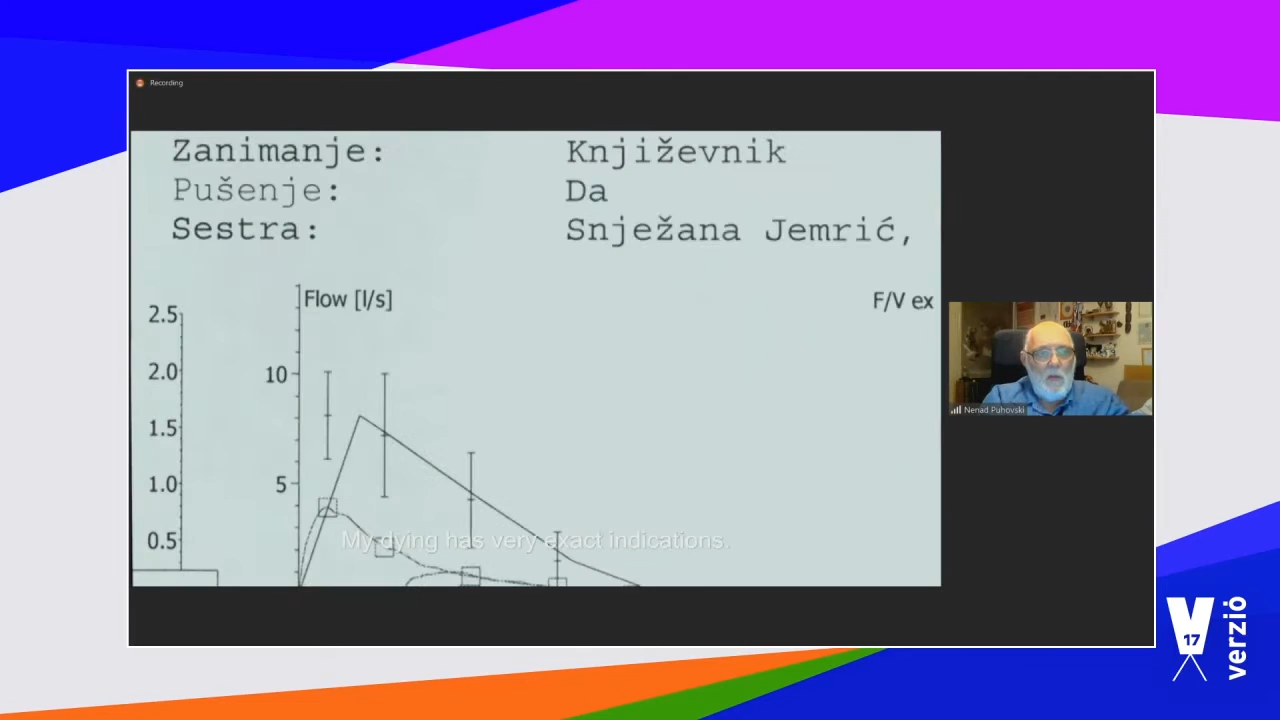 Recording
Zanimanje: Književnik
Pušenje: Da
Sestra: Snježana Jemrić,
Flow [l/s]
F/V ex
2.5
2.0
1.5
1.0
0.5
10
5
My dying has very exact indications.
Nenad Puhovski
V
17
verzió